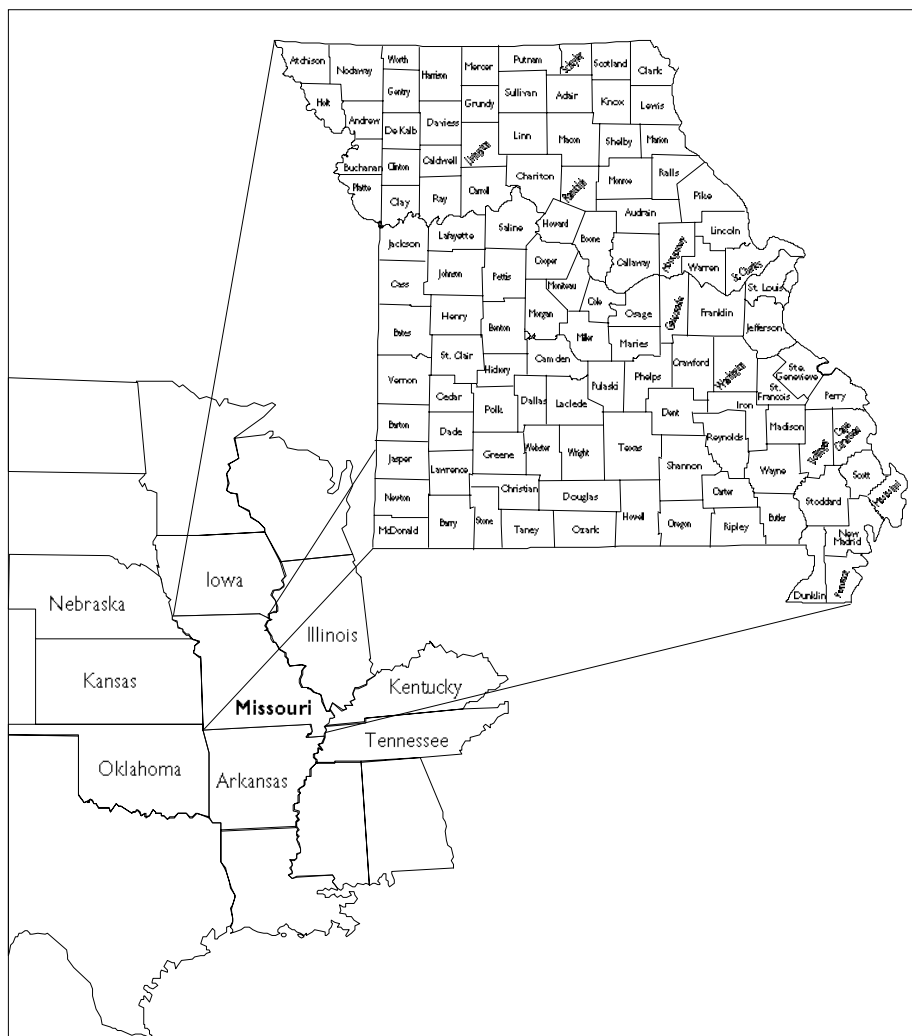 Atchison
Nodaway
Worth
Harrison
Mercer
Putnam
Schuyler
Scotland
Clark
Holt
Gentry
Grundy
Sullivan
Adair
Knox
Lewis
Andrew
De Kalb
Daviess
Livingston
Linn
Macon
Shelby
Marion
Buchanan
Clinton
Caldwell
Chariton
Randolph
Monroe
Ralls
Platte
Clay
Ray
Carroll
Pike
Audrain
Jackson
Lafayette
Saline
Howard
Boone
Callaway
Montgomery
Lincoln
Warren
St. Charles
Cass
Johnson
Pettis
Cooper
Moniteau
Cole
Osage
Gasconade
Franklin
St. Louis
Jefferson
Bates
Henry
Benton
Morgan
Miller
Maries
St. Clair
Hickory
Camden
Pulaski
Phelps
Crawford
Washington
Ste.
Genevieve
St.
Francois
Perry
Vernon
Cedar
Polk
Dallas
Laclede
Dent
Iron
Madison
Bollinger
Cape
Girardeau
Barton
Dade
Greene
Webster
Wright
Texas
Reynolds
Jasper
Lawrence
Shannon
Wayne
Scott
Mississippi
Newton
Christian
Douglas
Carter
Stoddard
McDonald
Barry
Stone
Taney
Ozark
Howell
Oregon
Ripley
Butler
New
Madrid
Dunklin
Pemiscot
Iowa
Nebraska
Illinois
Kansas
Kentucky
Missouri
Tennessee
Oklahoma
Arkansas